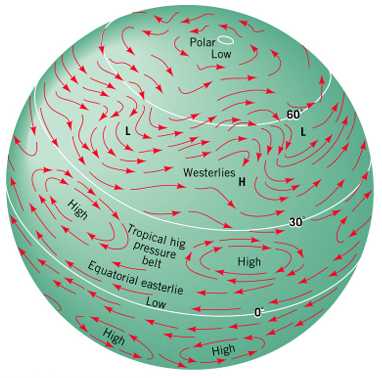 Polar
Low
60°
L
L
Westerlies
H
High
30°
Tropical hig
pressure
belt
High
Equatorial easterlie
Low
0°
High
High